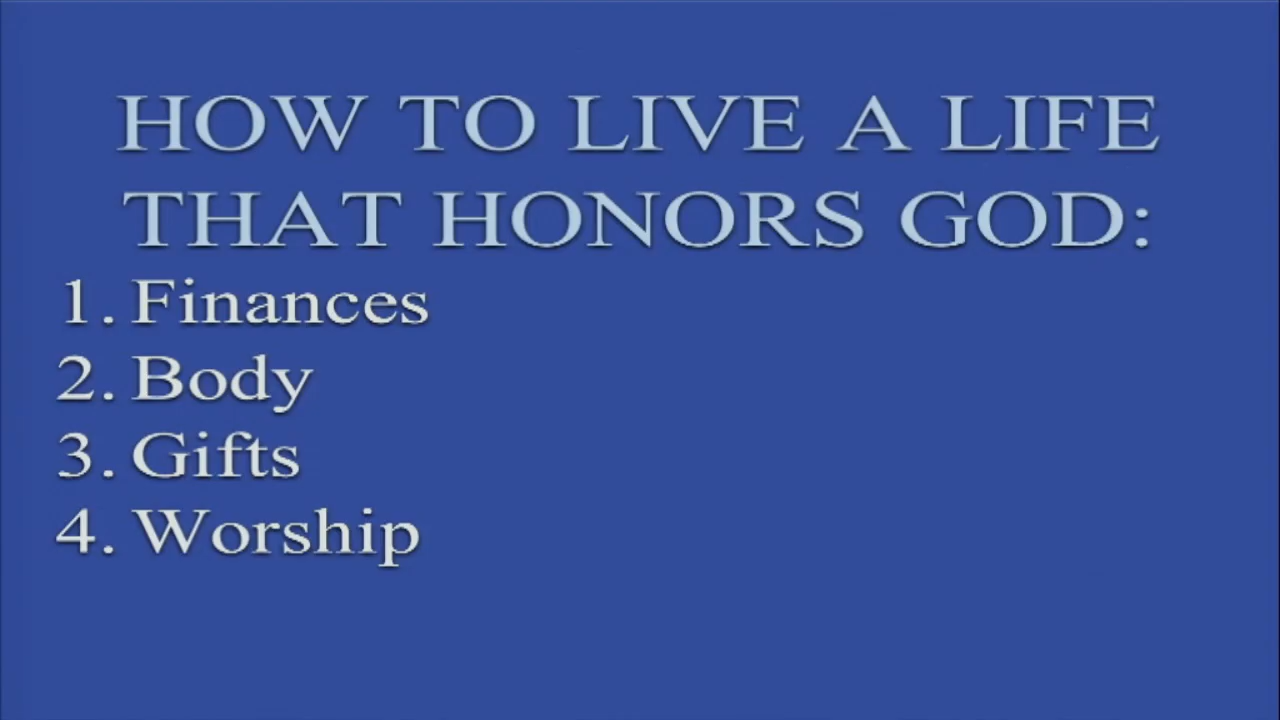 HOW TO LIVE A LIFE
THAT HONORS GOD:
1. Finances
2. Body
3. Gifts
4. Worship